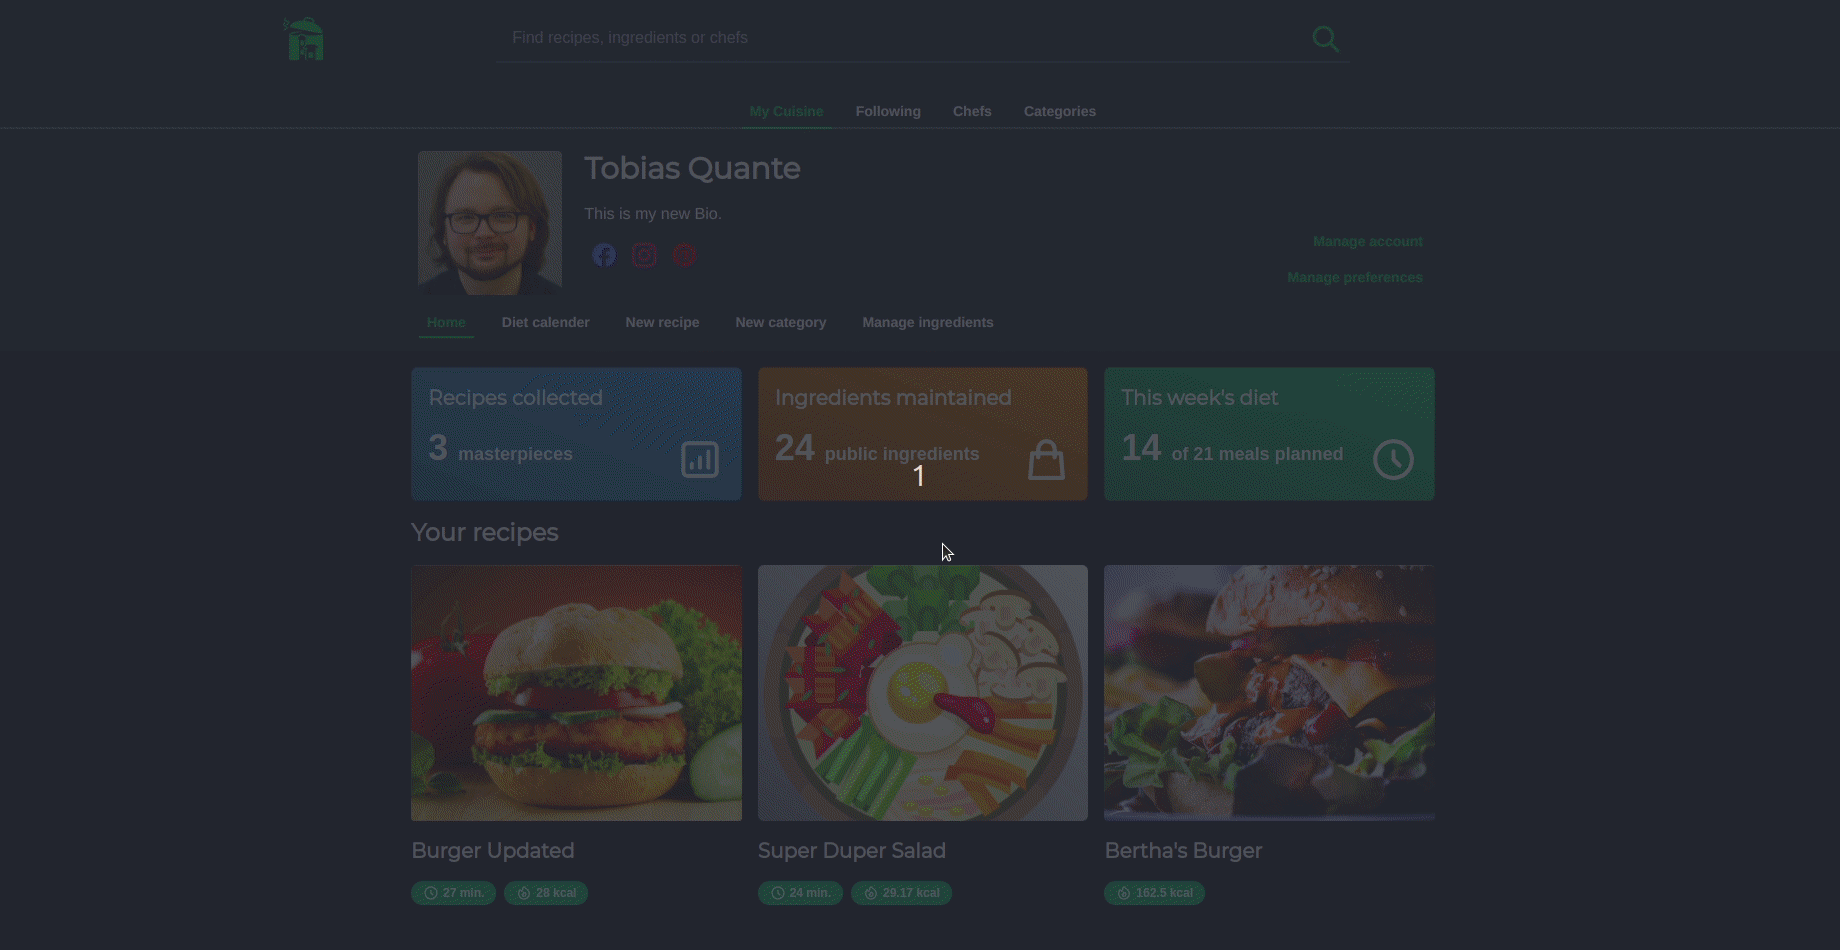 Find recipes, ingredients or chefs
My Cuisine Following Chefs Categories
Tobias Quante
This is my new Bio.
Manage account
Manage preferences
Home Diet calender New recipe New category Manage ingredients
Recipes collected
3 masterpieces
Ingredients maintained
24 public ingredients
1
This week's diet
14 of 21 meals planned
Your recipes
Burger Updated
27 min. 28 kcal
Super Duper Salad
24 min. 29.17 kcal
Bertha's Burger
162.5 kcal